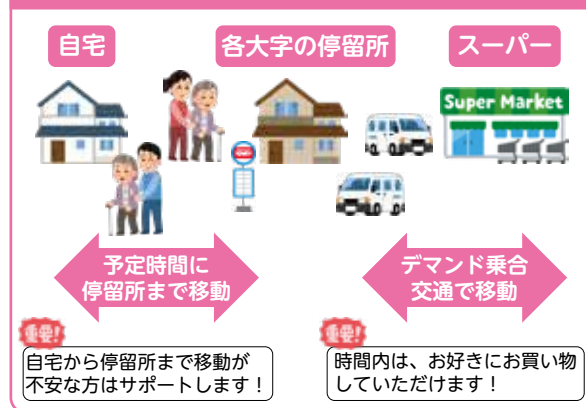 自宅
各大字の停留所
スーパー
Super Market
予定時間に
停留所まで移動
デマンド乗合
交通で移動
重要!
自宅から停留所まで移動が
不安な方はサポートします！
重要!
時間内は、お好きにお買い物
していただけます！